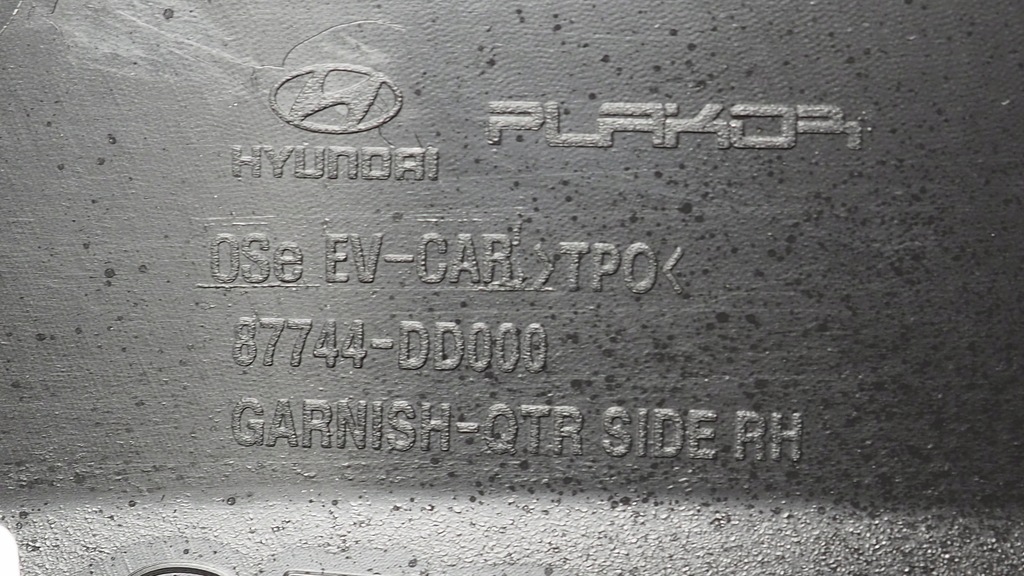 HYUNDAI
PLAKOR
OSe EV-CAR >TPO<
87744-DD000
GARNISH-QTR SIDE RH